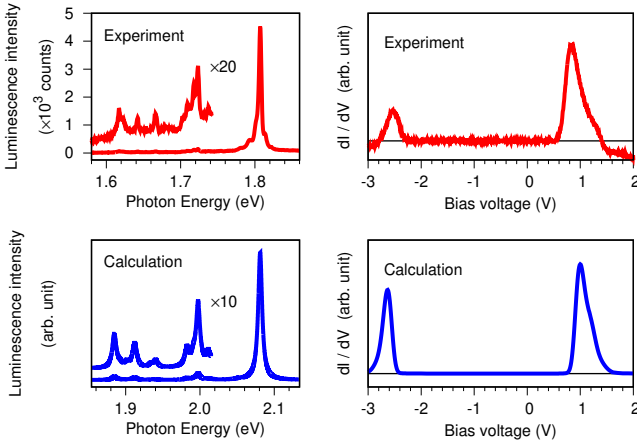 Luminescence intensity
(×10³ counts)
5
4
3
2
1
0
Experiment
×20
1.6
1.7
1.8
Photon Energy (eV)
dI / dV (arb. unit)
Experiment
-3
-2
-1
0
1
2
Bias voltage (V)
Luminescence intensity
(arb. unit)
Calculation
×10
1.9
2.0
2.1
Photon Energy (eV)
dI / dV (arb. unit)
Calculation
-3
-2
-1
0
1
2
Bias voltage (V)